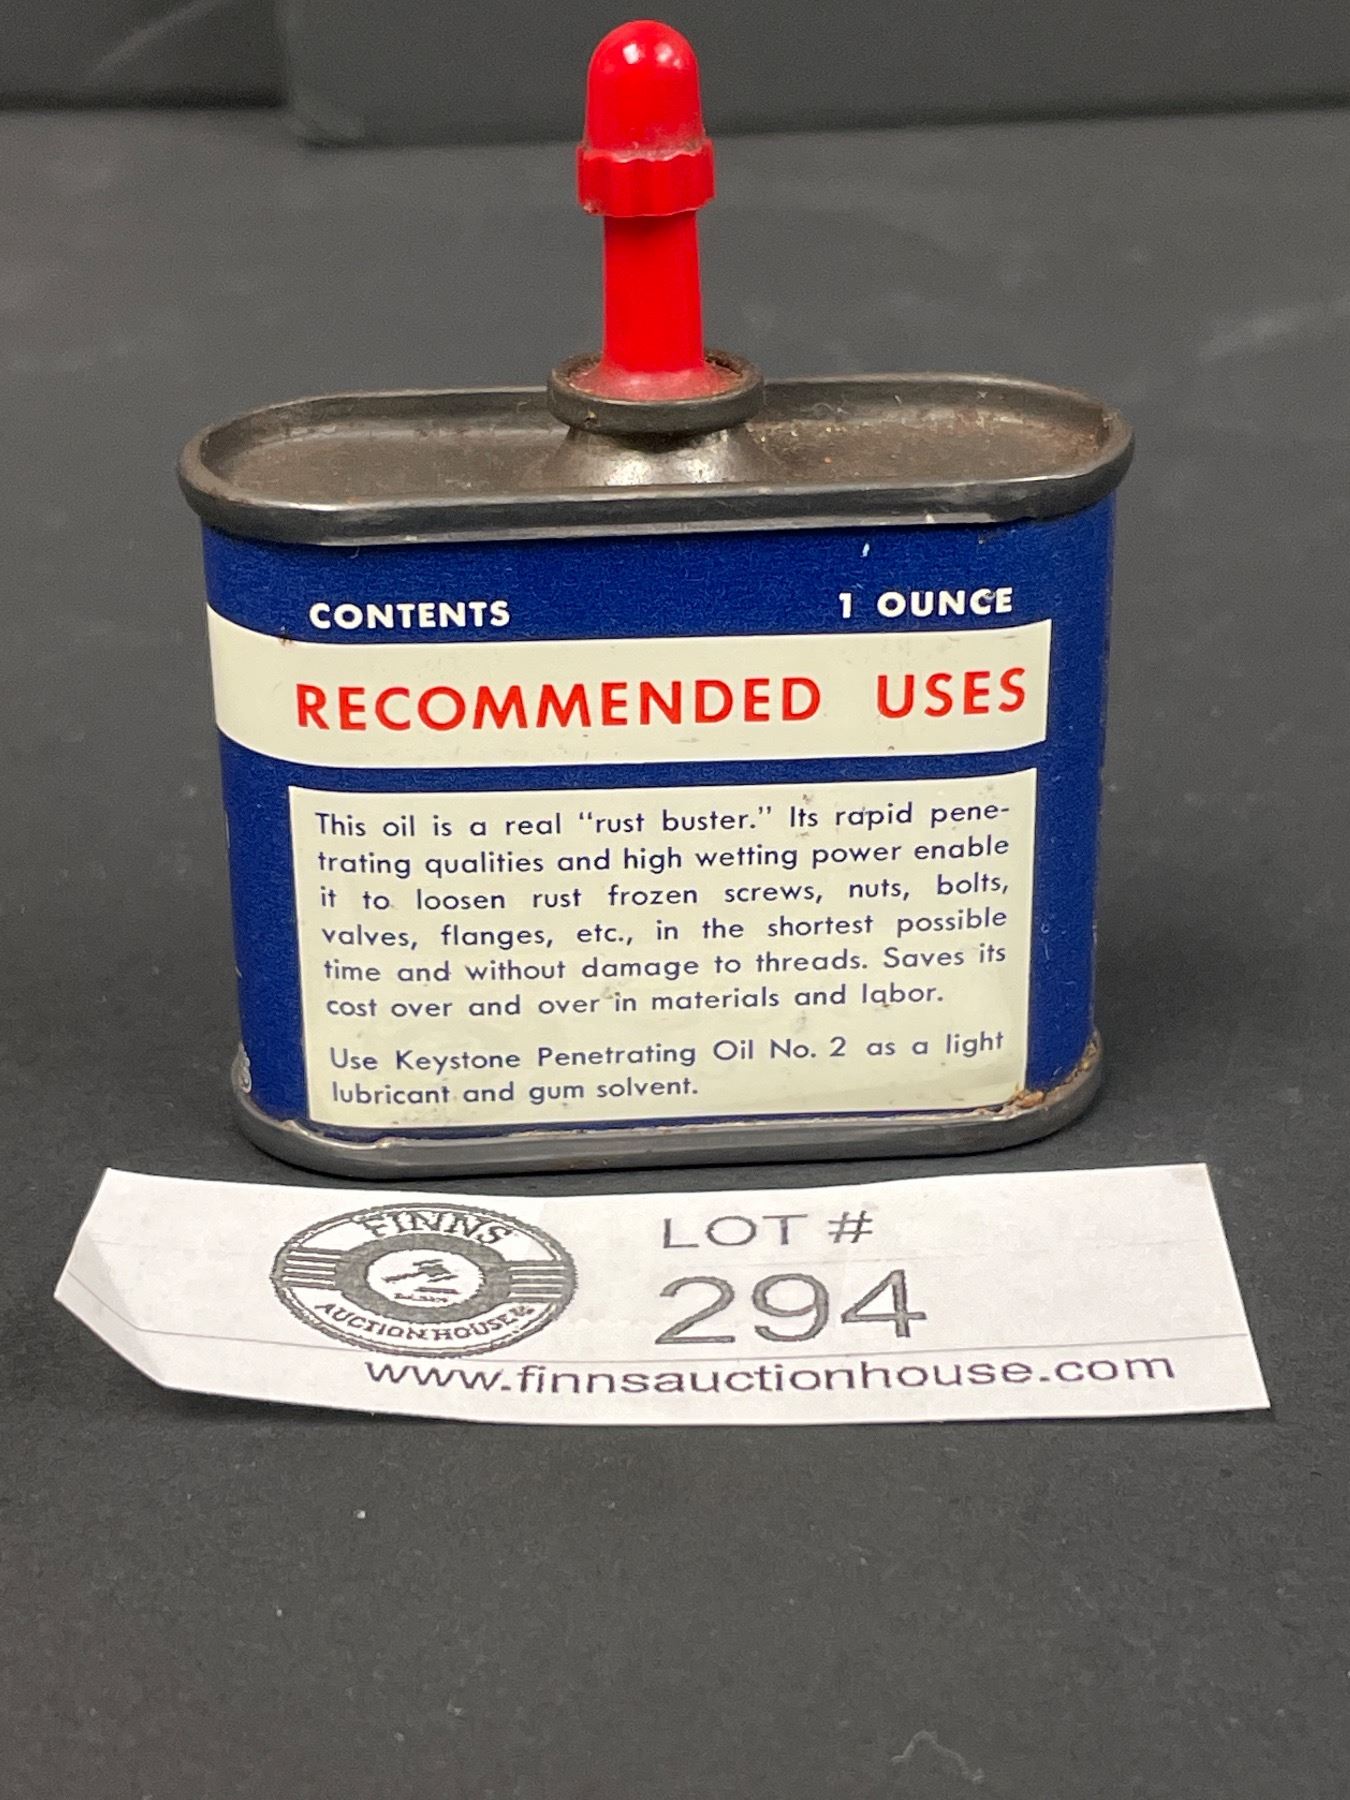 CONTENTS 1 OUNCE
RECOMMENDED USES
This oil is a real "rust buster." Its rapid pene-
trating qualities and high wetting power enable
it to loosen rust frozen screws, nuts, bolts,
valves, flanges, etc., in the shortest possible
time and without damage to threads. Saves its
cost over and over in materials and labor.
Use Keystone Penetrating Oil No. 2 as a light
lubricant and gum solvent.
FINNS
AUCTION HOUSE
LOT #
294
www.finnsauctionhouse.com